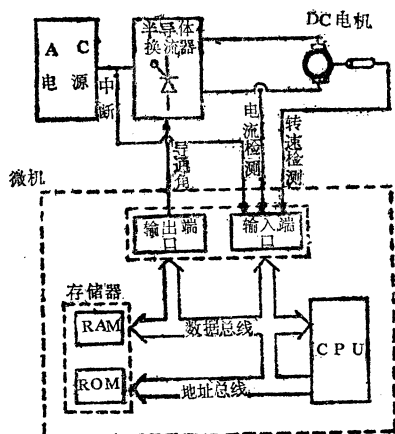 DC电机
AC
电源
半导体
换流器
中断
导通角
电流检测
转速检测
微机
输出端
口
输入端
口
存储器
RAM
数据总线
CPU
ROM
地址总线